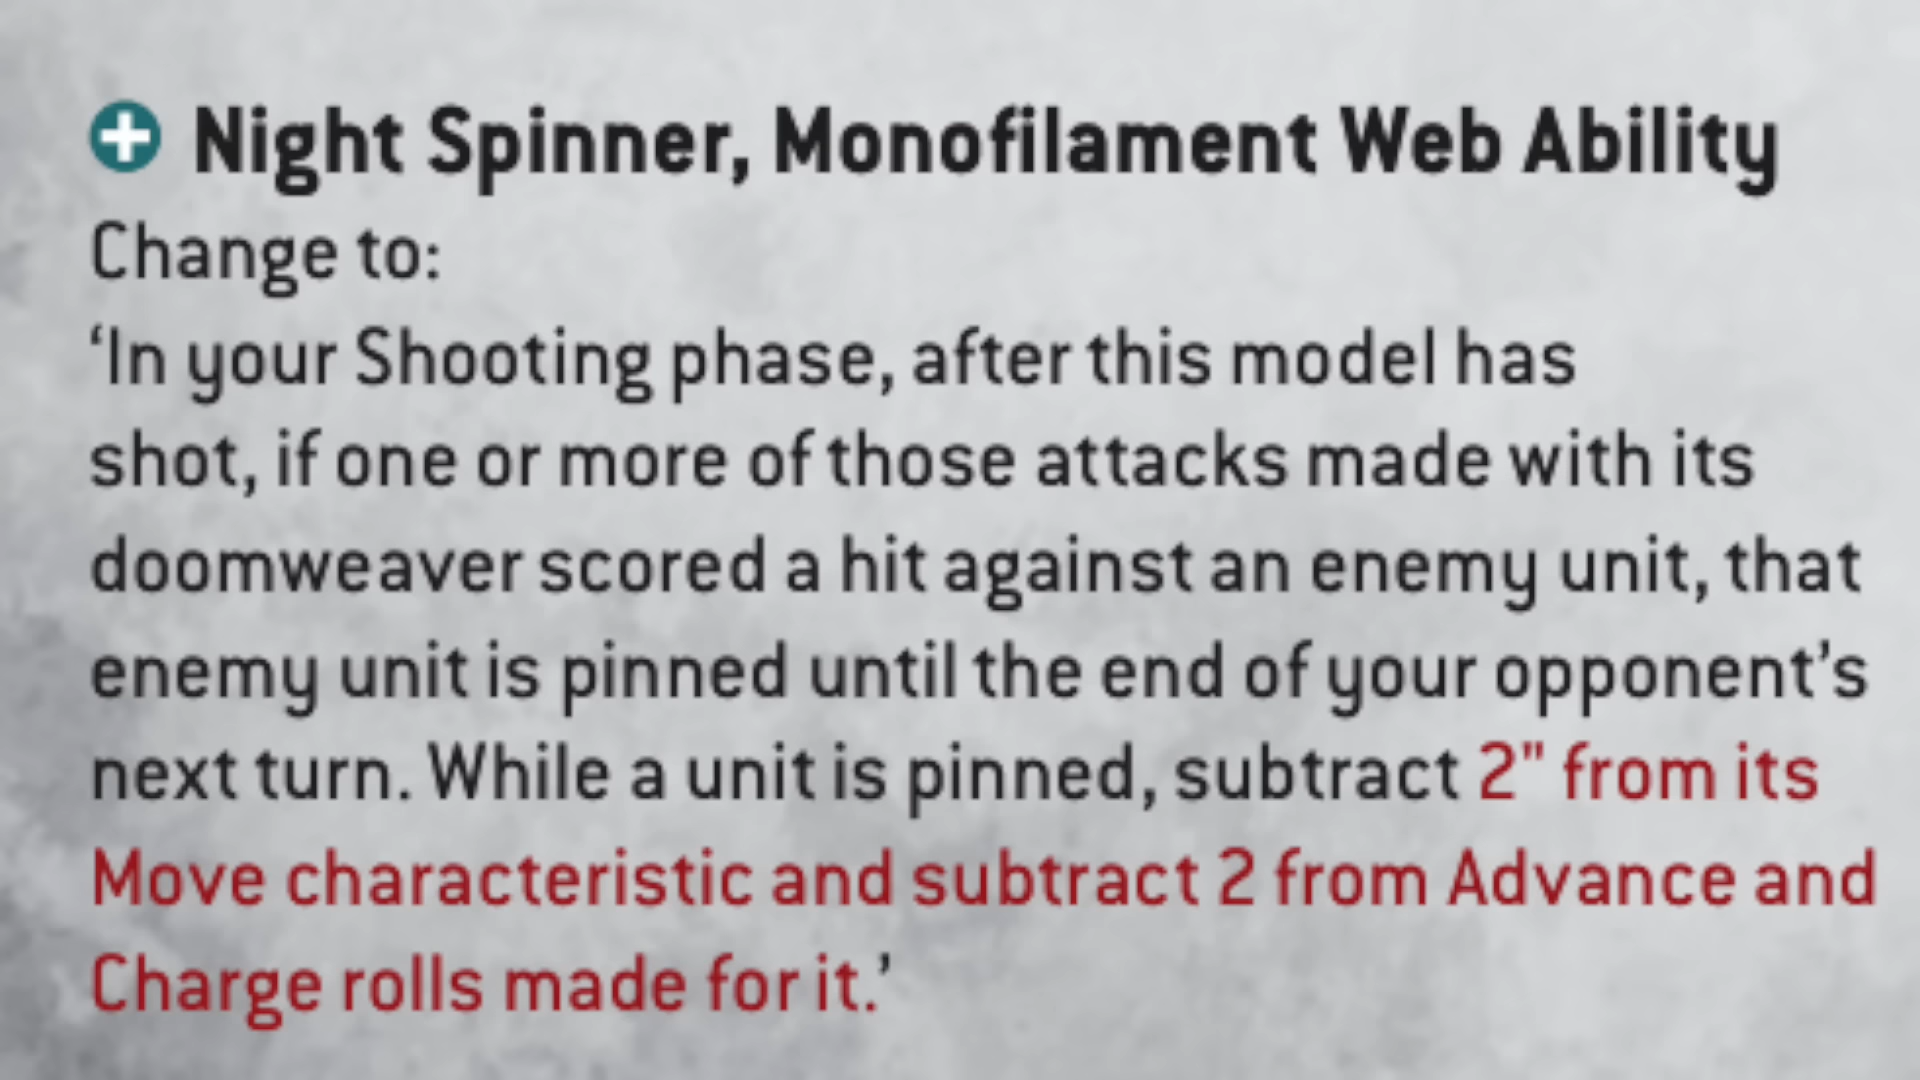 Night Spinner, Monofilament Web Ability
Change to:
‘In your Shooting phase, after this model has
shot, if one or more of those attacks made with its
doomweaver scored a hit against an enemy unit, that
enemy unit is pinned until the end of your opponent’s
next turn. While a unit is pinned, subtract 2" from its
Move characteristic and subtract 2 from Advance and
Charge rolls made for it.’